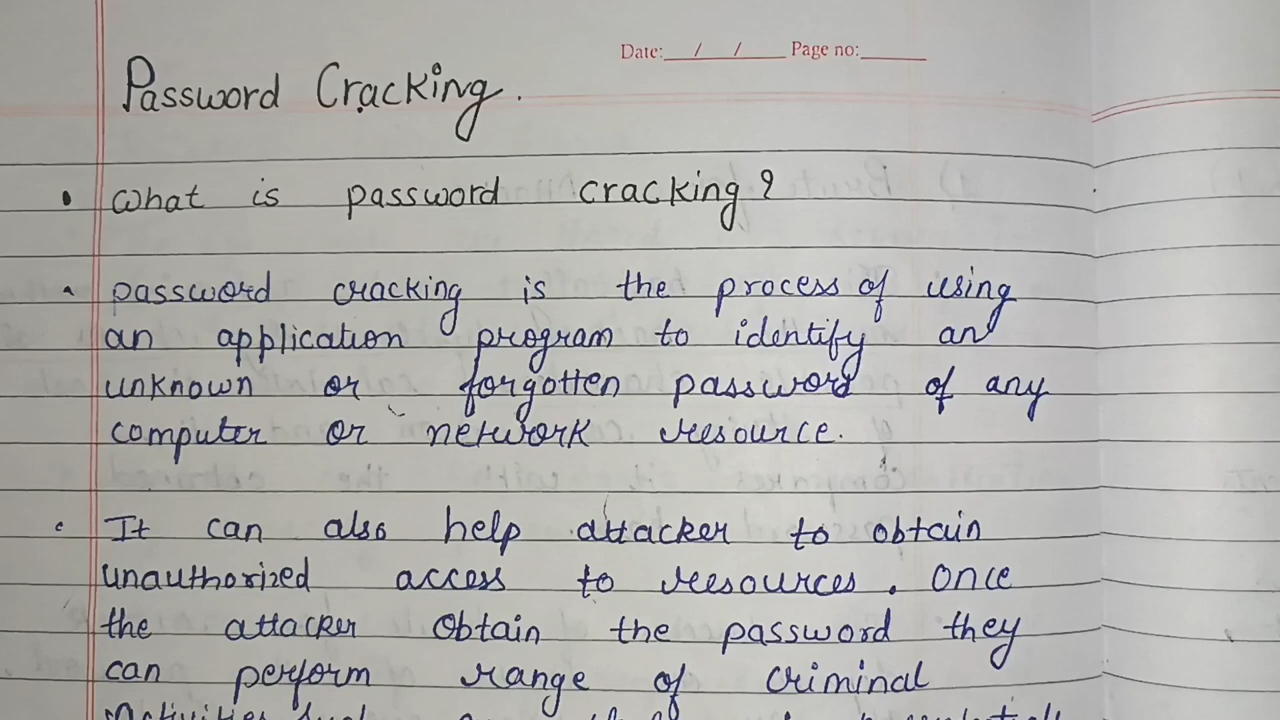 Date: / / Page no:
Password Cracking.
• What is password cracking?
• password cracking is the process of using
an application program to identify an
unknown or forgotten password of any
computer or network resource.
• It can also help attacker to obtain
unauthorized access to resources. Once
the attacker obtain the password they
can perform range of criminal